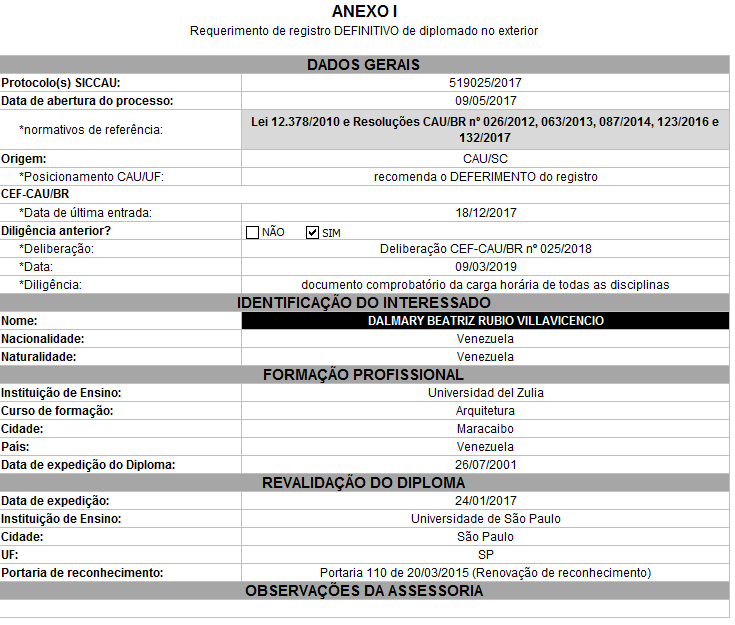 ANEXO I
Requerimento de registro DEFINITIVO de diplomado no exterior
DADOS GERAIS
Protocolo(s) SICCAU: 519025/2017
Data de abertura do processo: 09/05/2017
*normativos de referência: Lei 12.378/2010 e Resoluções CAU/BR nº 026/2012, 063/2013, 087/2014, 123/2016 e
132/2017
Origem: CAU/SC
*Posicionamento CAU/UF: recomenda o DEFERIMENTO do registro
CEF-CAU/BR
*Data de última entrada: 18/12/2017
Diligência anterior? NÃO SIM
*Deliberação: Deliberação CEF-CAU/BR nº 025/2018
*Data: 09/03/2019
*Diligência: documento comprobatório da carga horária de todas as disciplinas
IDENTIFICAÇÃO DO INTERESSADO
Nome: DALMARY BEATRIZ RUBIO VILLAVICENCIO
Nacionalidade: Venezuela
Naturalidade: Venezuela
FORMAÇÃO PROFISSIONAL
Instituição de Ensino: Universidad del Zulia
Curso de formação: Arquitetura
Cidade: Maracaibo
País: Venezuela
Data de expedição do Diploma: 26/07/2001
REVALIDAÇÃO DO DIPLOMA
Data de expedição: 24/01/2017
Instituição de Ensino: Universidade de São Paulo
Cidade: São Paulo
UF: SP
Portaria de reconhecimento: Portaria 110 de 20/03/2015 (Renovação de reconhecimento)
OBSERVAÇÕES DA ASSESSORIA